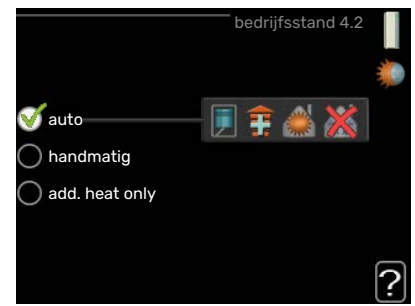 bedrijfsstand 4.2
auto
handmatig
add. heat only
?